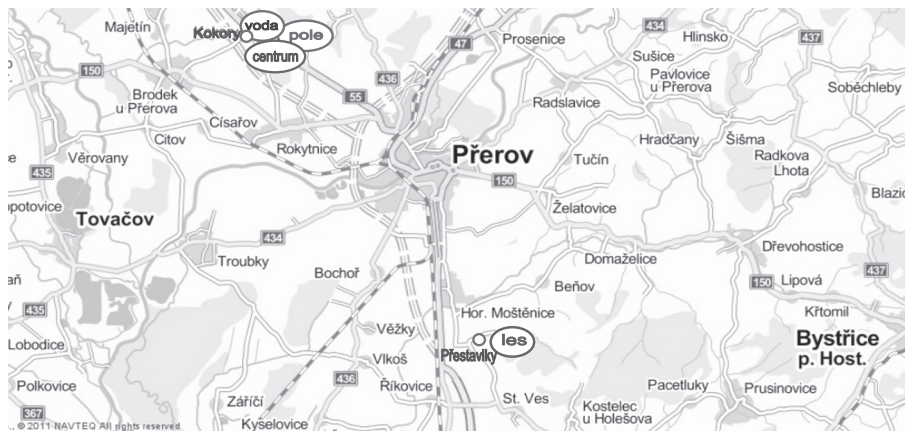 Majetín
voda
Kokory
pole
centrum
47
Prosenice
434
Hlinsko
437
Sušice
150
436
Pavlovice
u Přerova
Soběchleby
Brodek
u Přerova
55
Radslavice
Císařov
Citov
Rokytnice
Hradčany
Šišma
Věrovany
Přerov
Tučín
Radkova
Lhota
435
150
opotovice
Tovačov
Želatovice
Blazic
434
Troubky
Domaželice
Dřevohostice
aň
Bochoř
Beňov
150
Lipová
437
435
Hor. Moštěnice
Křtomil
Věžky
les
Bystřice
p. Host.
Lobodice
Přestavlky
Vlkoš
Polkovice
436
Říkovice
Pacetluky
Prusinovice
367
Záříčí
St. Ves
Kyselovice
Kostelec
u Holešova
© 2011 NAVTEQ All rights reserved